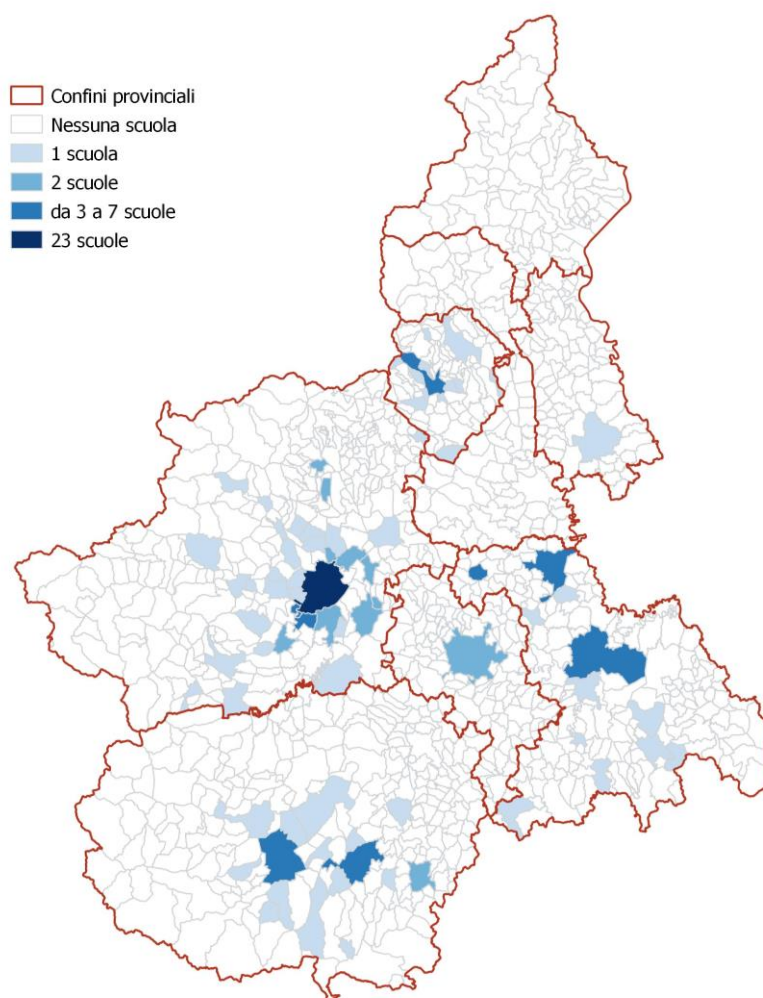 Confini provinciali
Nessuna scuola
1 scuola
2 scuole
da 3 a 7 scuole
23 scuole